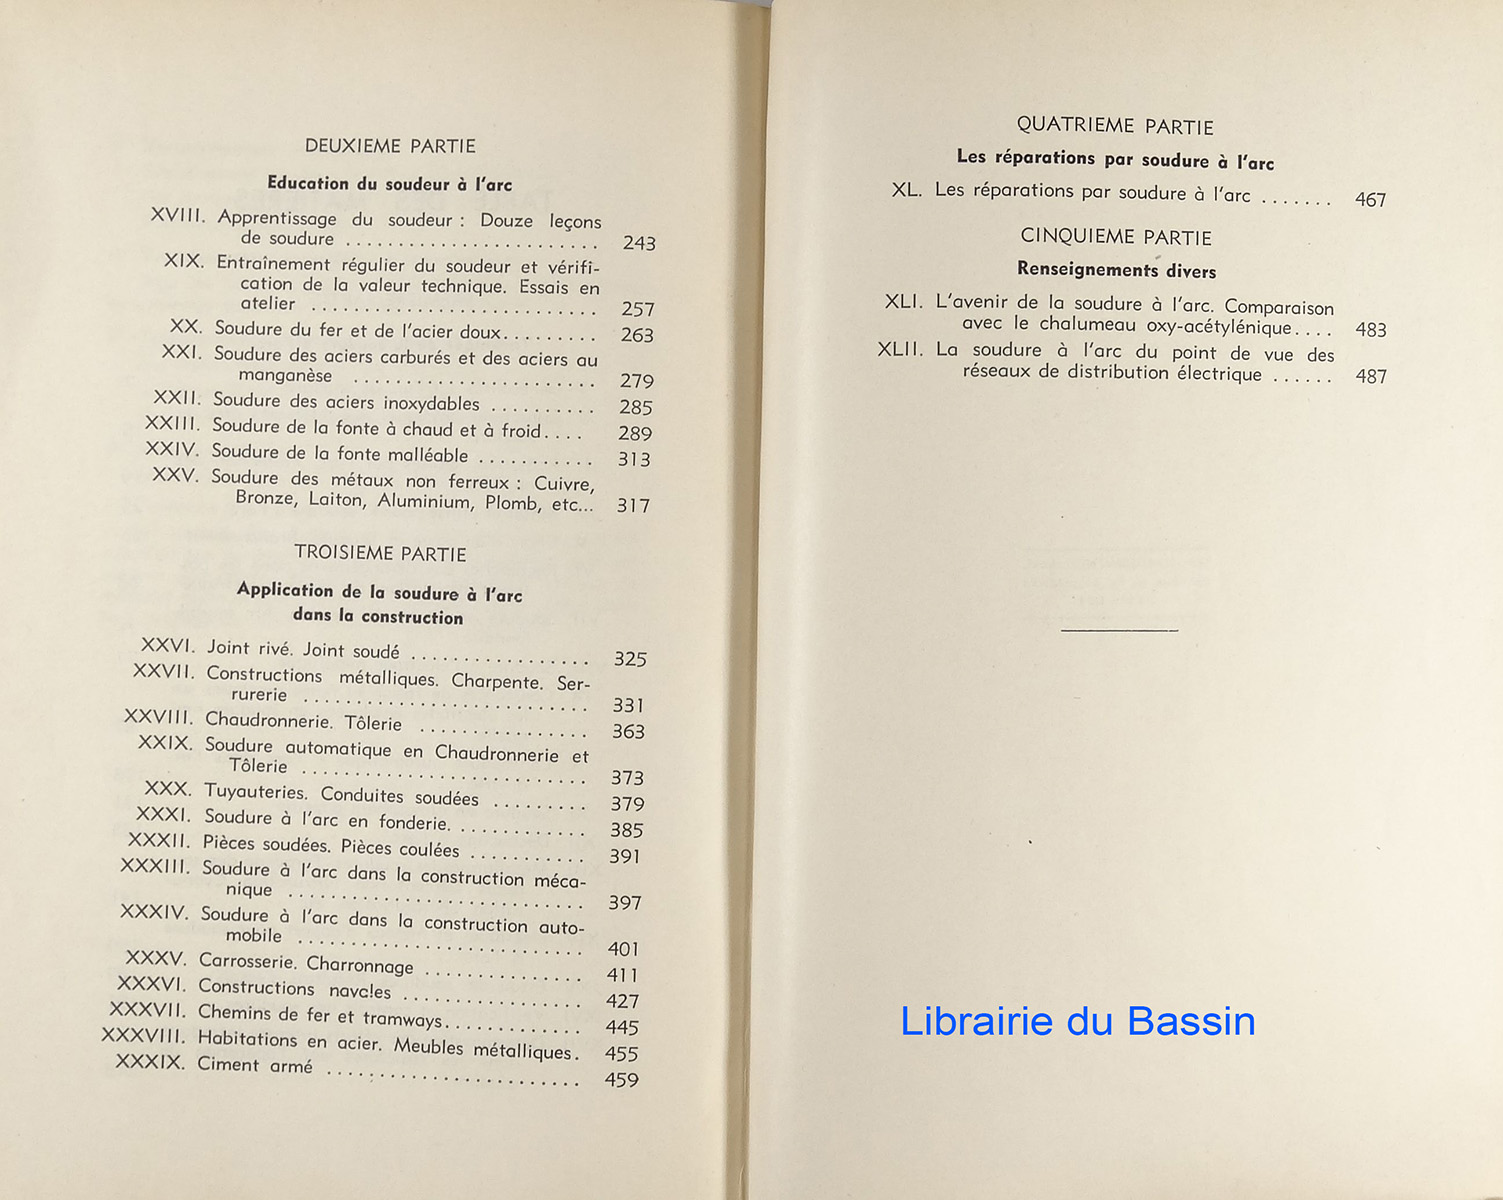 DEUXIEME PARTIE
Education du soudeur à l'arc
XVIII. Apprentissage du soudeur : Douze leçons
de soudure ........................ 243
XIX. Entraînement régulier du soudeur et vérifi-
cation de la valeur technique. Essais en
atelier ........................... 257
XX. Soudure du fer et de l'acier doux......... 263
XXI. Soudure des aciers carburés et des aciers au
manganèse ....................... 279
XXII. Soudure des aciers inoxydables .......... 285
XXIII. Soudure de la fonte à chaud et à froid.... 289
XXIV. Soudure de la fonte malléable ........... 313
XXV. Soudure des métaux non ferreux : Cuivre,
Bronze, Laiton, Aluminium, Plomb, etc... 317
TROISIEME PARTIE
Application de la soudure à l'arc
dans la construction
XXVI. Joint rivé. Joint soudé ................. 325
XXVII. Constructions métalliques. Charpente. Ser-
rurerie ........................... 331
XXVIII. Chaudronnerie. Tôlerie ................ 363
XXIX. Soudure automatique en Chaudronnerie et
Tôlerie ........................... 373
XXX. Tuyauteries. Conduites soudées ......... 379
XXXI. Soudure à l'arc en fonderie. ............ 385
XXXII. Pièces soudées. Pièces coulées ........... 391
XXXIII. Soudure à l'arc dans la construction méca-
nique ............................ 397
XXXIV. Soudure à l'arc dans la construction auto-
mobile ........................... 401
XXXV. Carrosserie. Charronnage ............... 411
XXXVI. Constructions navales ................. 427
XXXVII. Chemins de fer et tramways............. 445
XXXVIII. Habitations en acier. Meubles métalliques. 455
XXXIX. Ciment armé ........................ 459
QUATRIEME PARTIE
Les réparations par soudure à l'arc
XL. Les réparations par soudure à l'arc ....... 467
CINQUIEME PARTIE
Renseignements divers
XLI. L'avenir de la soudure à l'arc. Comparaison
avec le chalumeau oxy-acétylénique.... 483
XLII. La soudure à l'arc du point de vue des
réseaux de distribution électrique ...... 487
Librairie du Bassin